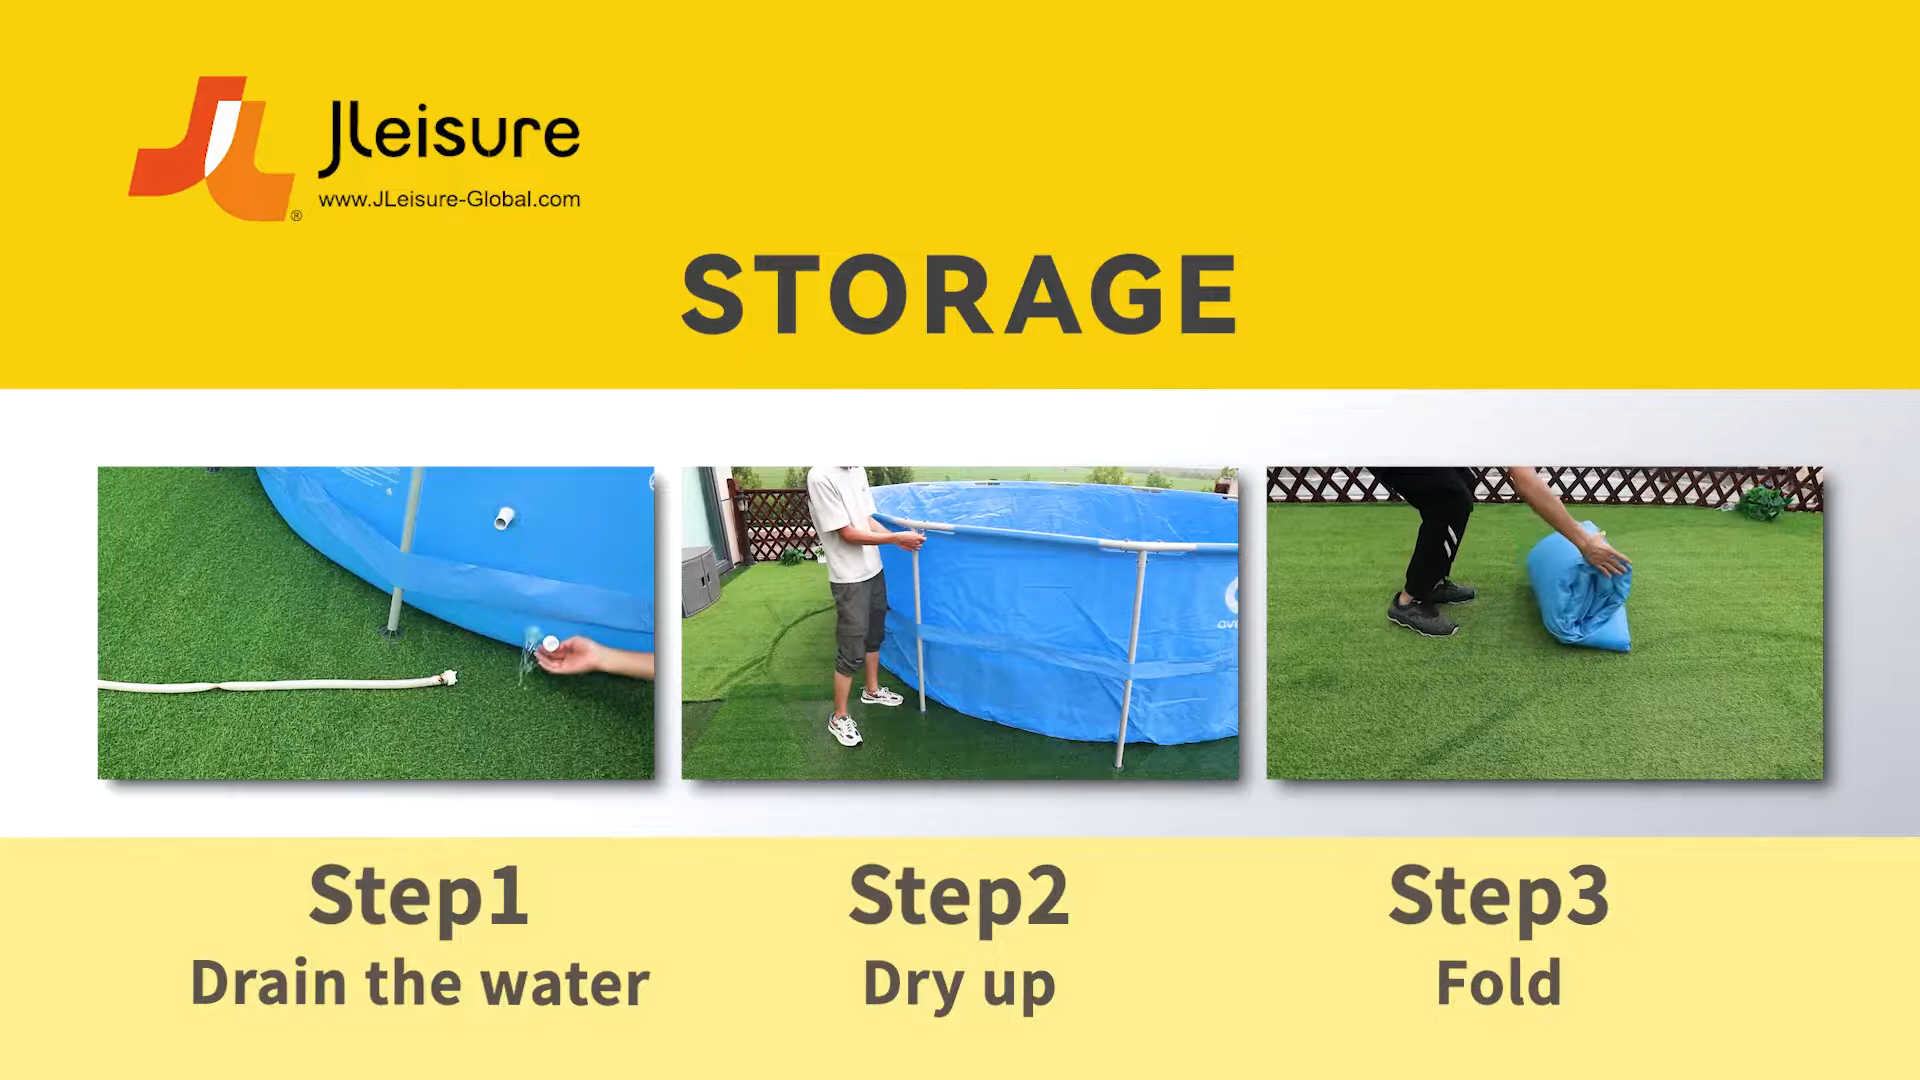 JLeisure
www.JLeisure-Global.com
STORAGE
Step1
Drain the water
Step2
Dry up
Step3
Fold